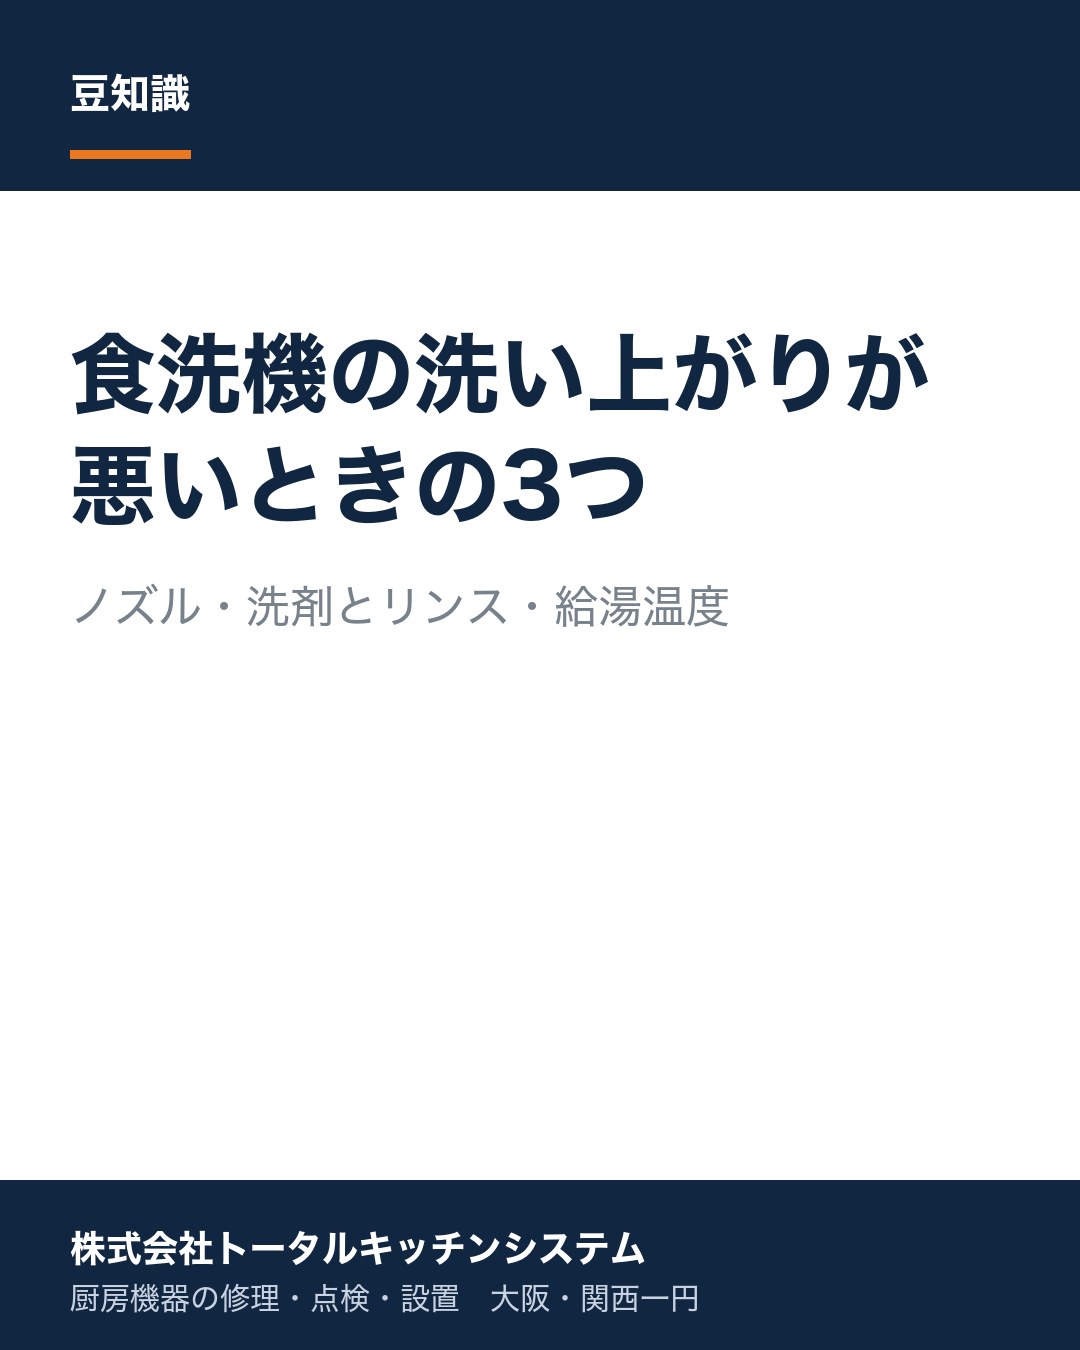 豆知識
食洗機の洗い上がりが
悪いときの3つ
ノズル・洗剤とリンス・給湯温度
株式会社トータルキッチンシステム
厨房機器の修理・点検・設置　大阪・関西一円